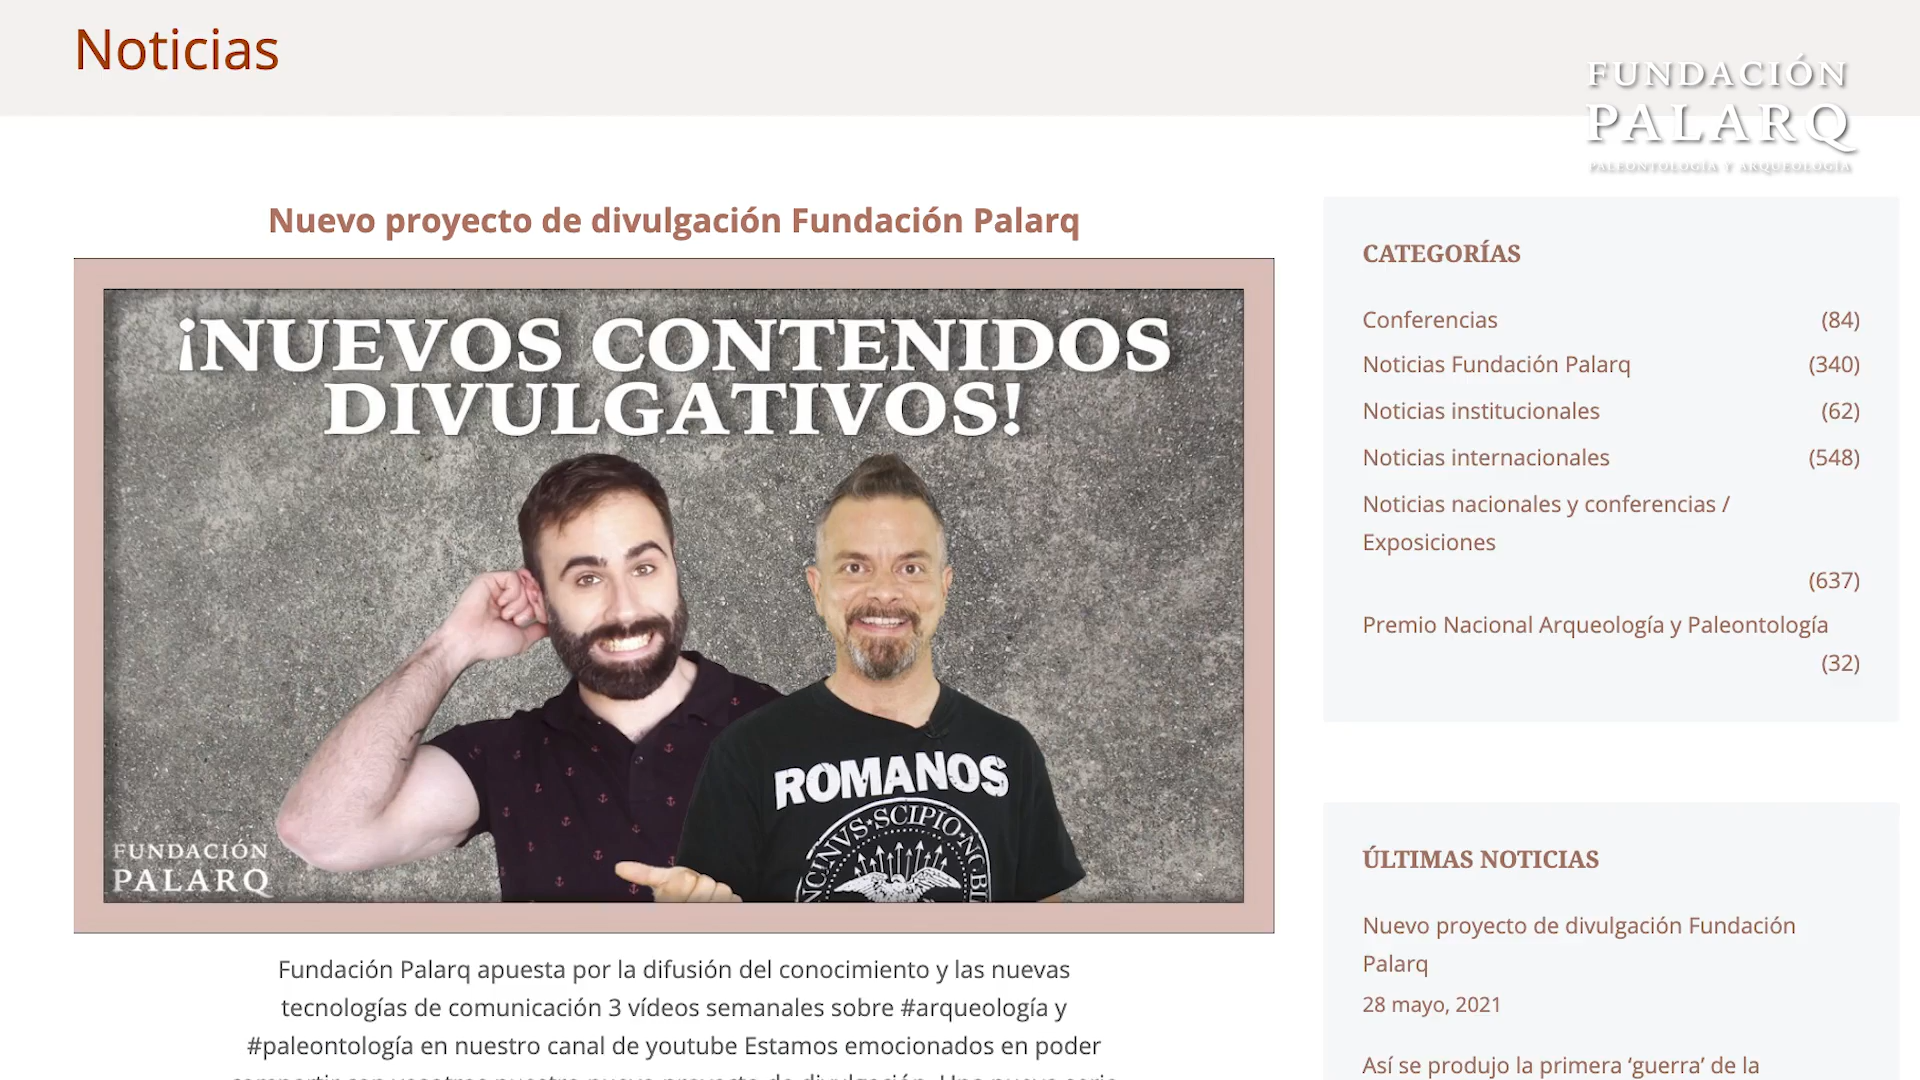 Noticias
FUNDACIÓN
PALARQ
PALEONTOLOGÍA Y ARQUEOLOGÍA
Nuevo proyecto de divulgación Fundación Palarq
¡NUEVOS CONTENIDOS
DIVULGATIVOS!
ROMANOS
SCIPIO
FUNDACIÓN
PALARQ
Fundación Palarq apuesta por la difusión del conocimiento y las nuevas
tecnologías de comunicación 3 vídeos semanales sobre #arqueología y
#paleontología en nuestro canal de youtube Estamos emocionados en poder
CATEGORÍAS
Conferencias (84)
Noticias Fundación Palarq (340)
Noticias institucionales (62)
Noticias internacionales (548)
Noticias nacionales y conferencias /
Exposiciones
(637)
Premio Nacional Arqueología y Paleontología
(32)
ÚLTIMAS NOTICIAS
Nuevo proyecto de divulgación Fundación
Palarq
28 mayo, 2021
Así se produjo la primera ‘guerra’ de la